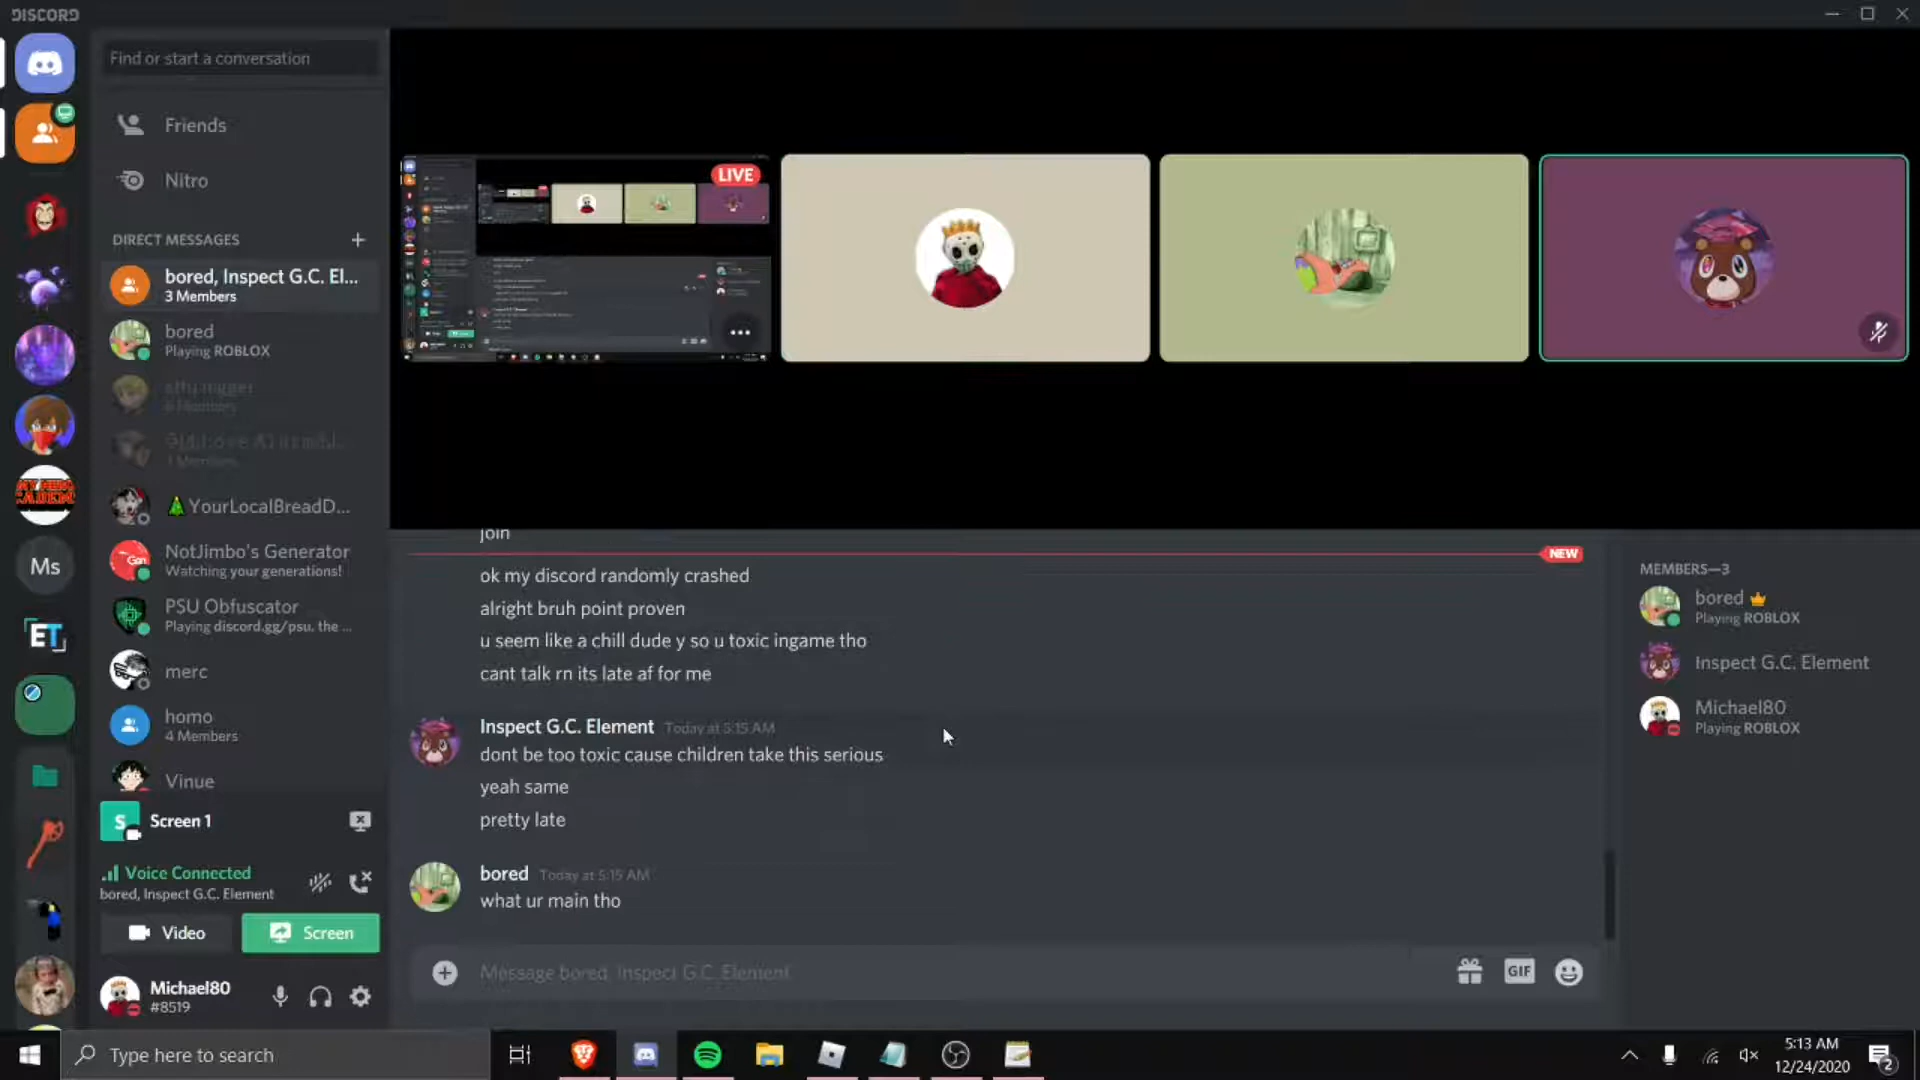 DISCORD
Find or start a conversation
Friends
Nitro
DIRECT MESSAGES
bored, Inspect G.C. El...
3 Members
bored
Playing ROBLOX
6 Members
YourLocalBreadD...
NotJimbo's Generator
Watching your generations!
PSU Obfuscator
Playing discord.gg/psu. the ...
merc
homo
4 Members
Vinue
Ms
ET
Gen
S
Screen 1
Voice Connected
bored, Inspect G.C. Element
Video
Screen
Michael80
#8519
LIVE
join
NEW
ok my discord randomly crashed
alright bruh point proven
u seem like a chill dude y so u toxic ingame tho
cant talk rn its late af for me
Inspect G.C. Element Today at 5:15 AM
dont be too toxic cause children take this serious
yeah same
pretty late
bored Today at 5:15 AM
what ur main tho
Message bored, Inspect G.C. Element
GIF
MEMBERS—3
bored
Playing ROBLOX
Inspect G.C. Element
Michael80
Playing ROBLOX
Type here to search
5:13 AM
12/24/2020
2